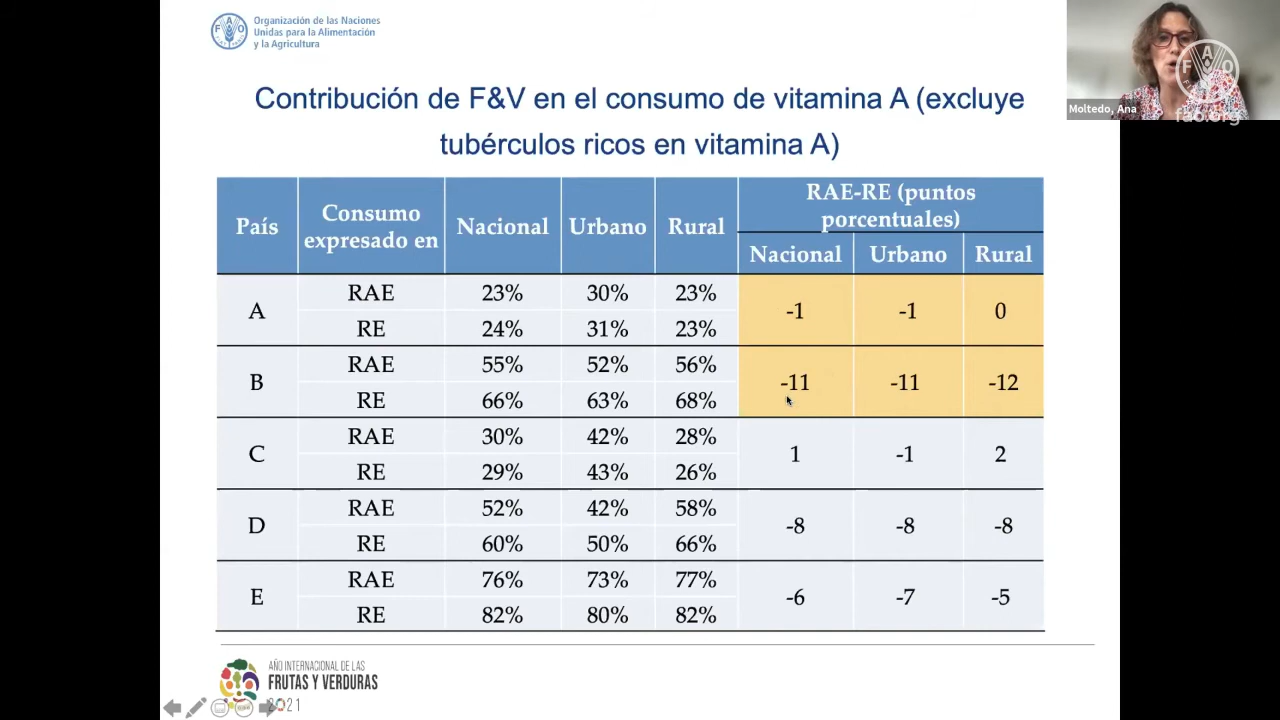 Organización de las Naciones
Unidas para la Alimentación
y la Agricultura
F A O
FIAT PANIS
Moltedo, Ana
F A O
fao.org
Contribución de F&V en el consumo de vitamina A (excluye
tubérculos ricos en vitamina A)
País Consumo expresado en Nacional Urbano Rural RAE-RE (puntos porcentuales)
Nacional Urbano Rural
A RAE 23% 30% 23% -1 -1 0
RE 24% 31% 23%
B RAE 55% 52% 56% -11 -11 -12
RE 66% 63% 68%
C RAE 30% 42% 28% 1 -1 2
RE 29% 43% 26%
D RAE 52% 42% 58% -8 -8 -8
RE 60% 50% 66%
E RAE 76% 73% 77% -6 -7 -5
RE 82% 80% 82%
AÑO INTERNACIONAL DE LAS
FRUTAS Y VERDURAS
2021